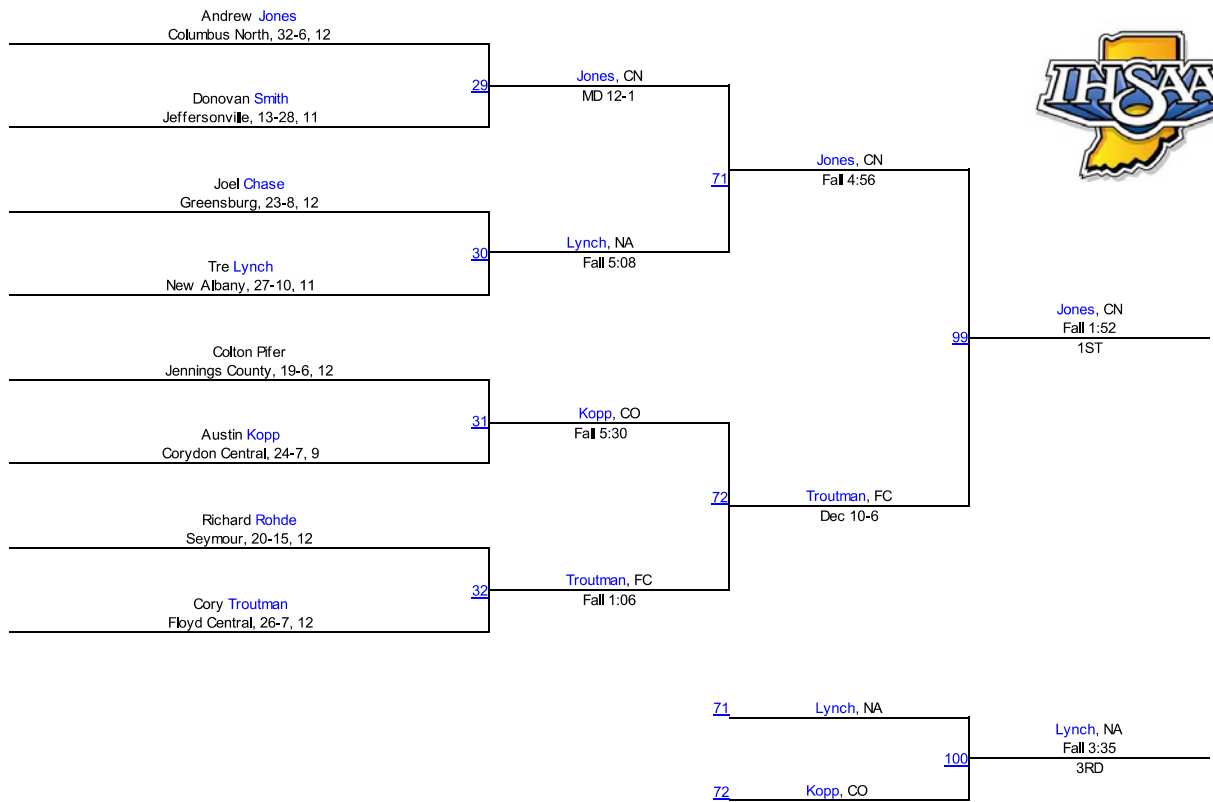 Andrew Jones
Columbus North, 32-6, 12
Donovan Smith
Jeffersonville, 13-28, 11
Joel Chase
Greensburg, 23-8, 12
Tre Lynch
New Albany, 27-10, 11
Colton Pifer
Jennings County, 19-6, 12
Austin Kopp
Corydon Central, 24-7, 9
Richard Rohde
Seymour, 20-15, 12
Cory Troutman
Floyd Central, 26-7, 12
29
Jones, CN
MD 12-1
30
Lynch, NA
Fall 5:08
31
Kopp, CO
Fall 5:30
32
Troutman, FC
Fall 1:06
71
Jones, CN
Fall 4:56
72
Troutman, FC
Dec 10-6
99
Jones, CN
Fall 1:52
1ST
71
Lynch, NA
72
Kopp, CO
100
Lynch, NA
Fall 3:35
3RD
IHSAA